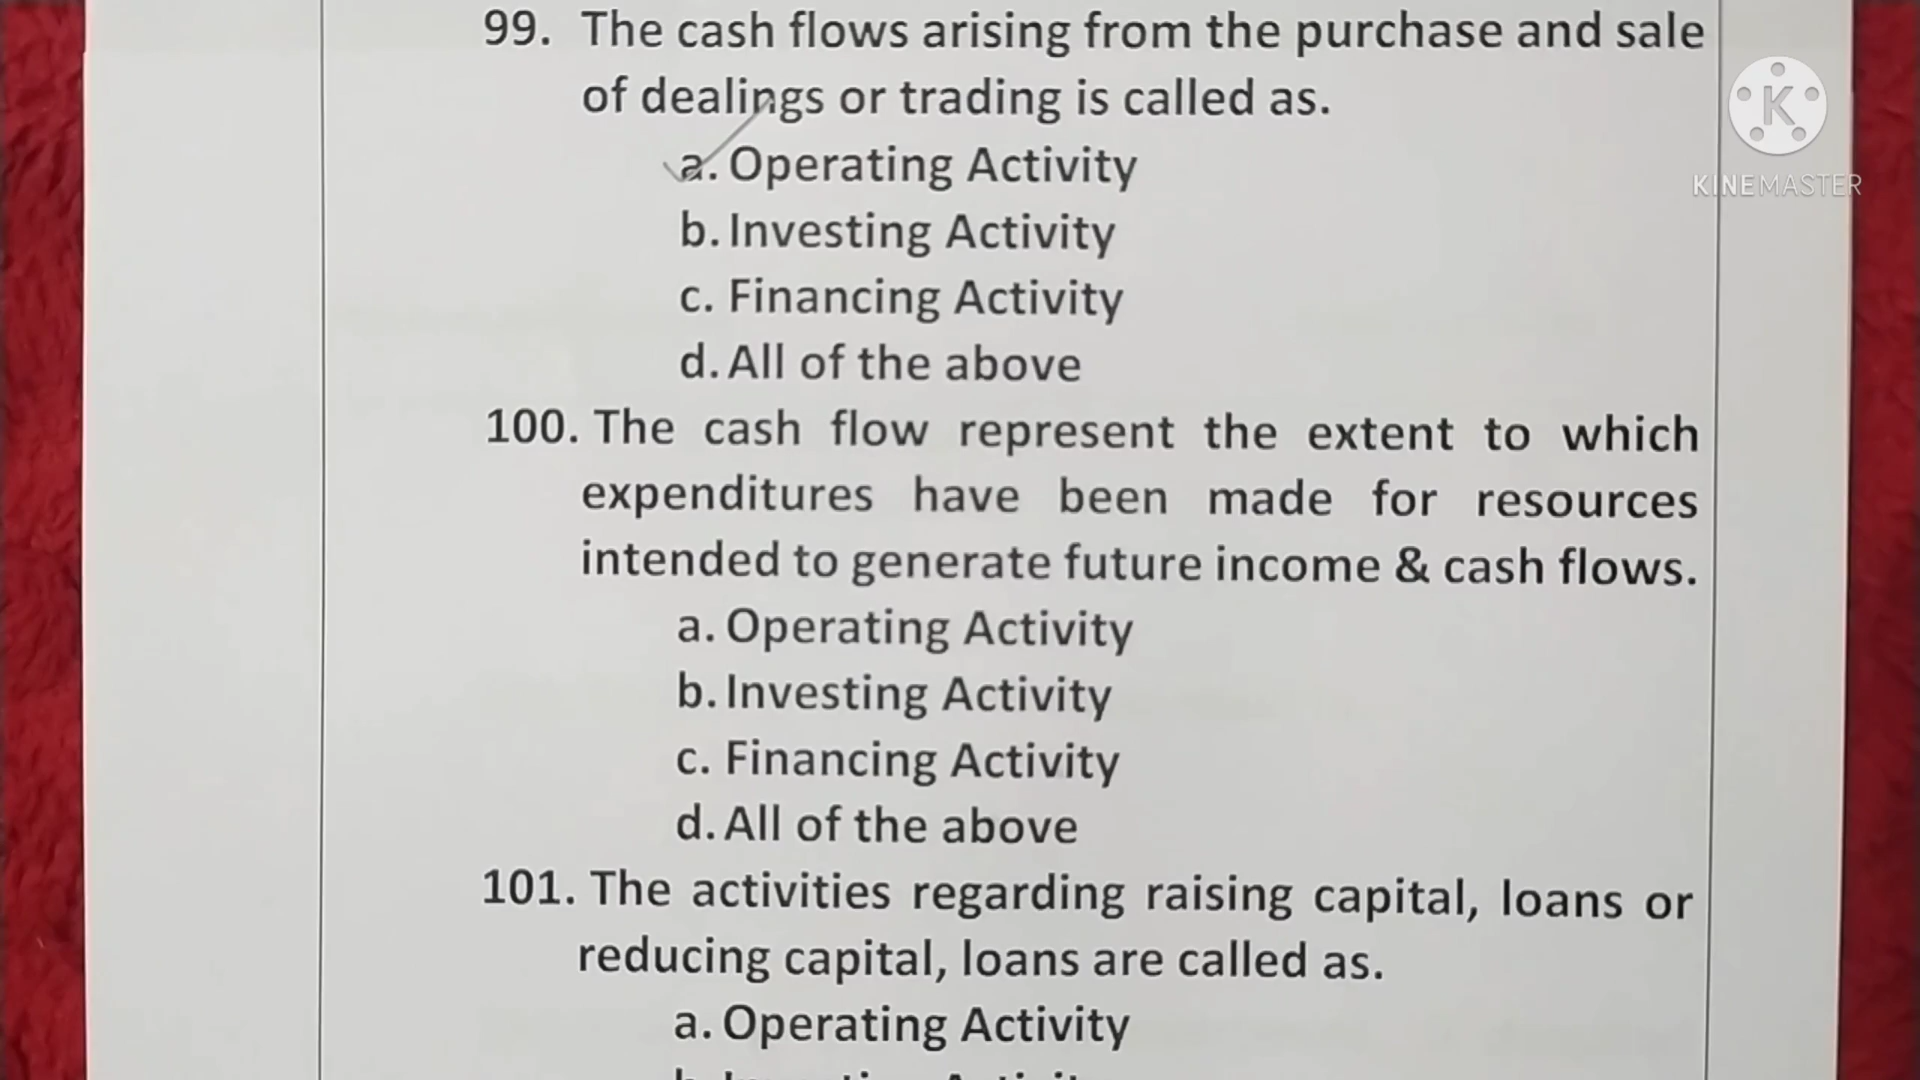 99. The cash flows arising from the purchase and sale
of dealings or trading is called as.
a. Operating Activity
b. Investing Activity
c. Financing Activity
d. All of the above
100. The cash flow represent the extent to which
expenditures have been made for resources
intended to generate future income & cash flows.
a. Operating Activity
b. Investing Activity
c. Financing Activity
d. All of the above
101. The activities regarding raising capital, loans or
reducing capital, loans are called as.
a. Operating Activity
K
KINEMASTER